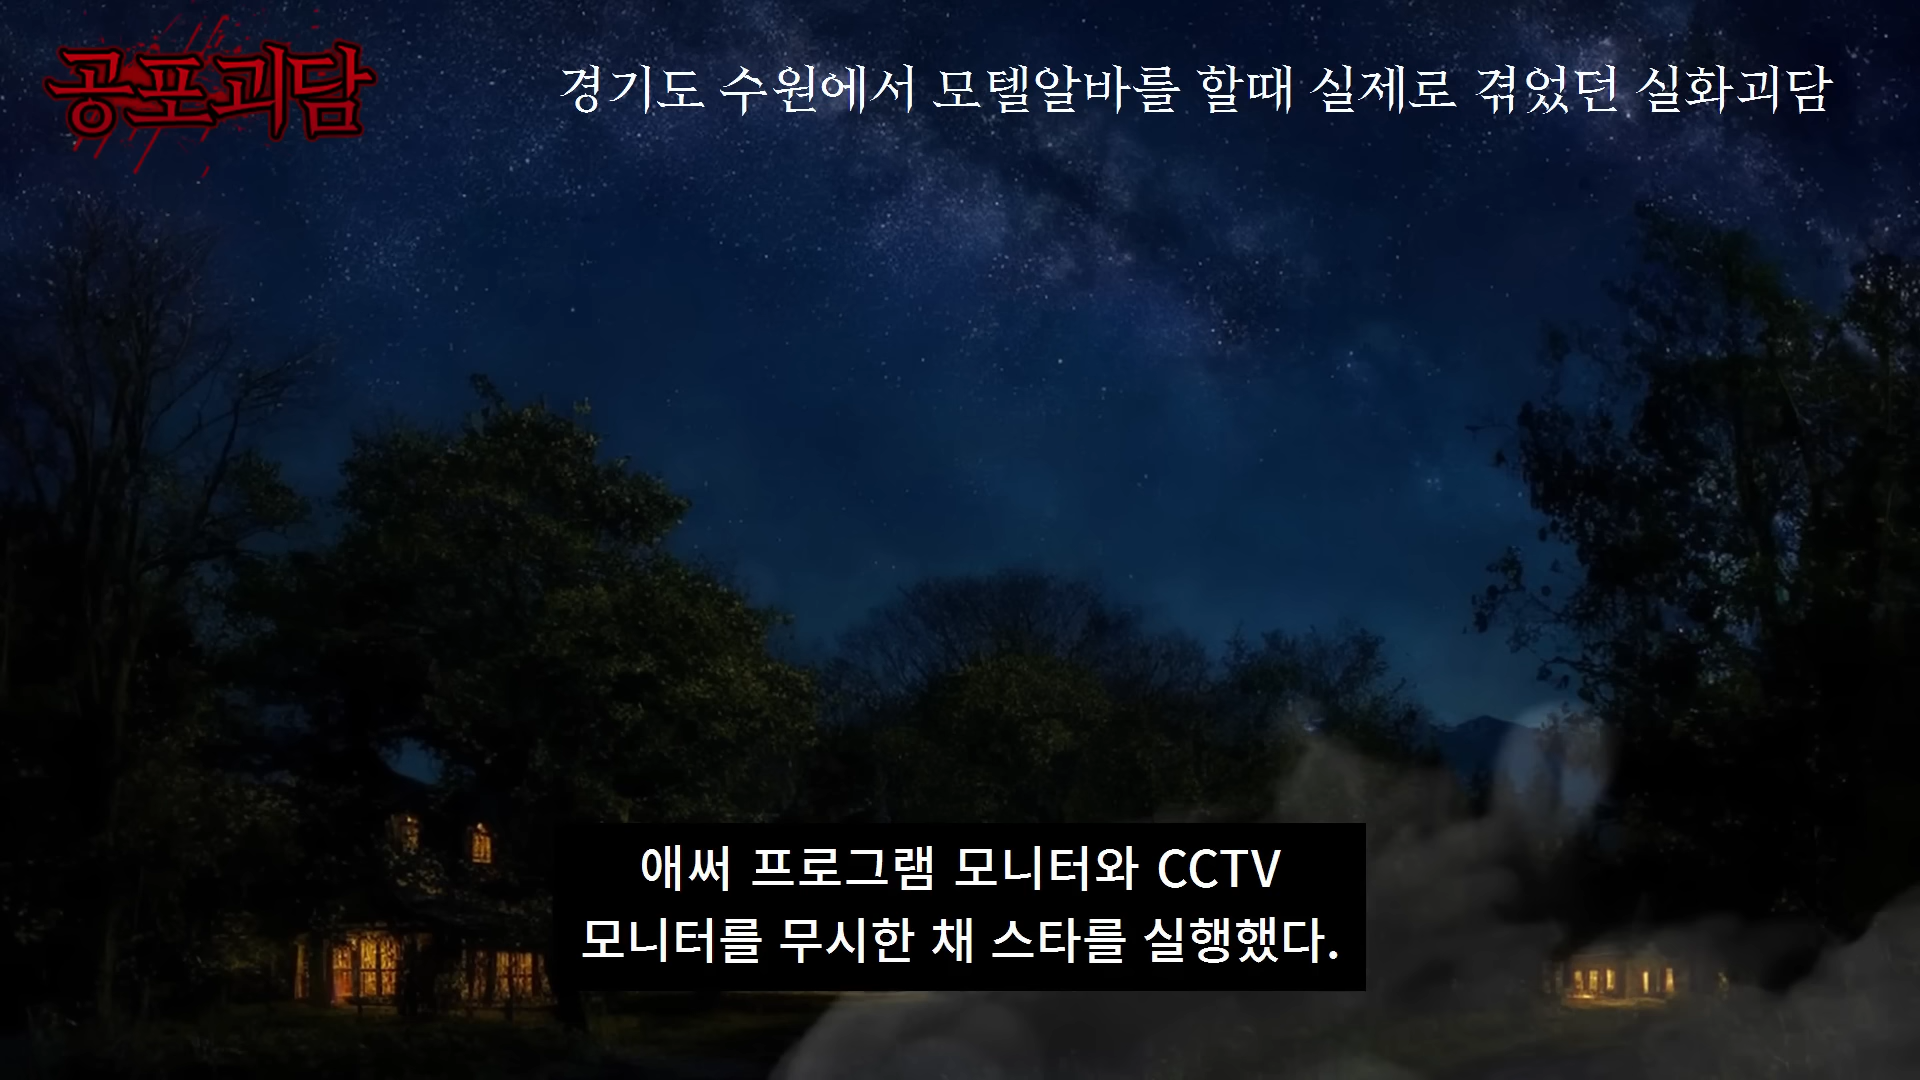 공포괴담
경기도 수원에서 모텔알바를 할때 실제로 겪었던 실화괴담
애써 프로그램 모니터와 CCTV
모니터를 무시한 채 스타를 실행했다.